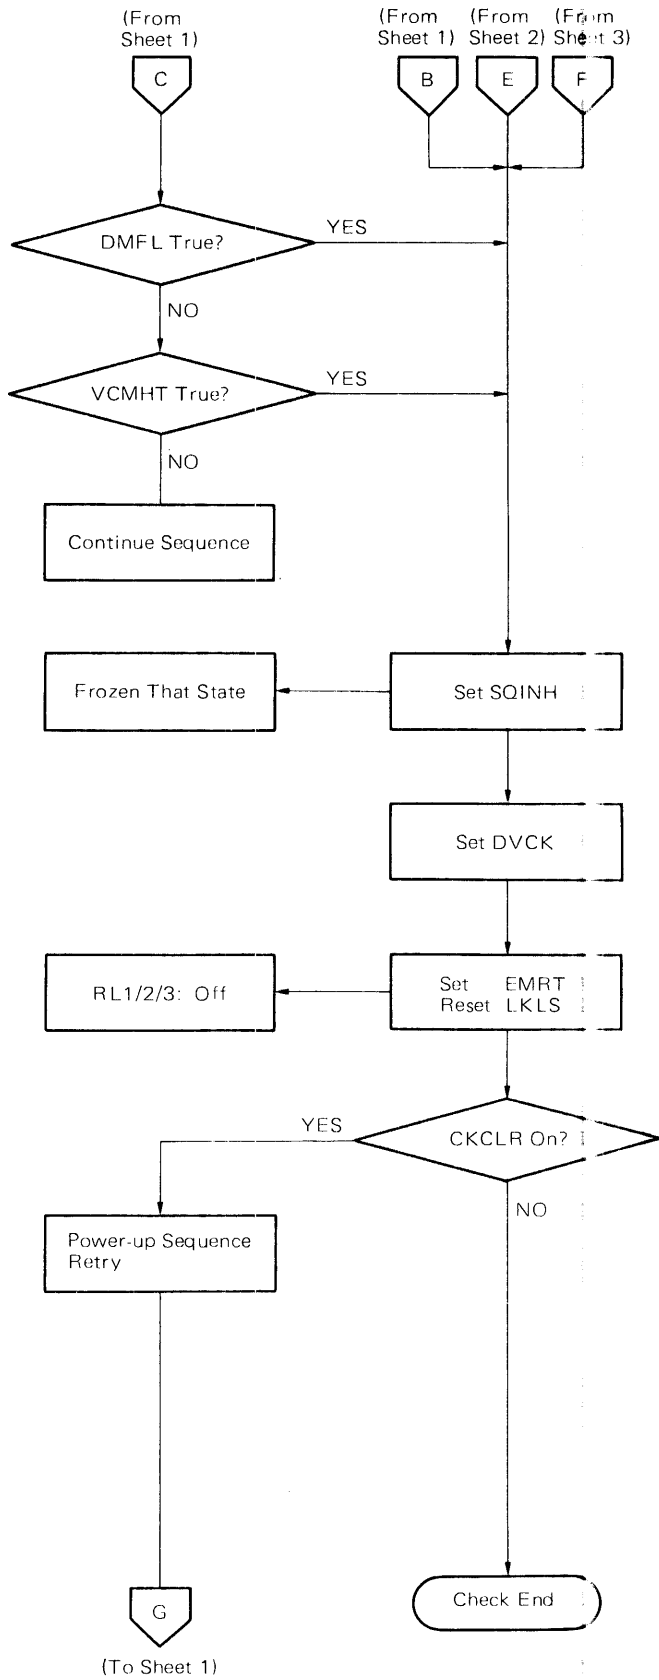 (From
Sheet 1)
(From
Sheet 1)
(From
Sheet 2)
(From
Sheet 3)
C
B
E
F
DMFL True?
YES
NO
VCMHT True?
YES
NO
Continue Sequence
Frozen That State
Set SQINH
Set DVCK
RL1/2/3: Off
Set EMRT
Reset LKLS
YES
CKCLR On?
NO
Power-up Sequence
Retry
G
Check End
(To Sheet 1)